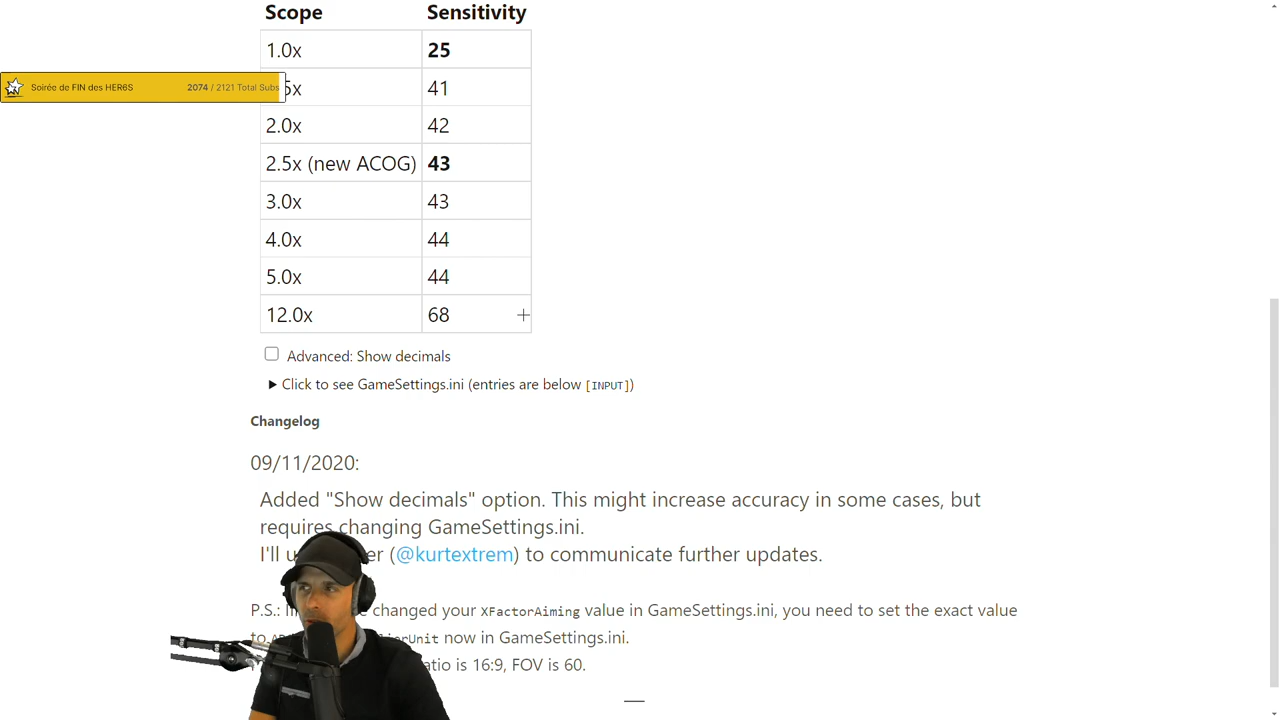 Scope Sensitivity
1.0x 25
Soirée de FIN des HER6S 2074 / 2121 Total Subs
5x 41
2.0x 42
2.5x (new ACOG) 43
3.0x 43
4.0x 44
5.0x 44
12.0x 68
Advanced: Show decimals
Click to see GameSettings.ini (entries are below [INPUT])
Changelog
09/11/2020:
Added "Show decimals" option. This might increase accuracy in some cases, but
requires changing GameSettings.ini.
I'll (@kurtextrem) to communicate further updates.
P.S.: changed your xFactorAiming value in GameSettings.ini, you need to set the exact value
to now in GameSettings.ini.
is 16:9, FOV is 60.